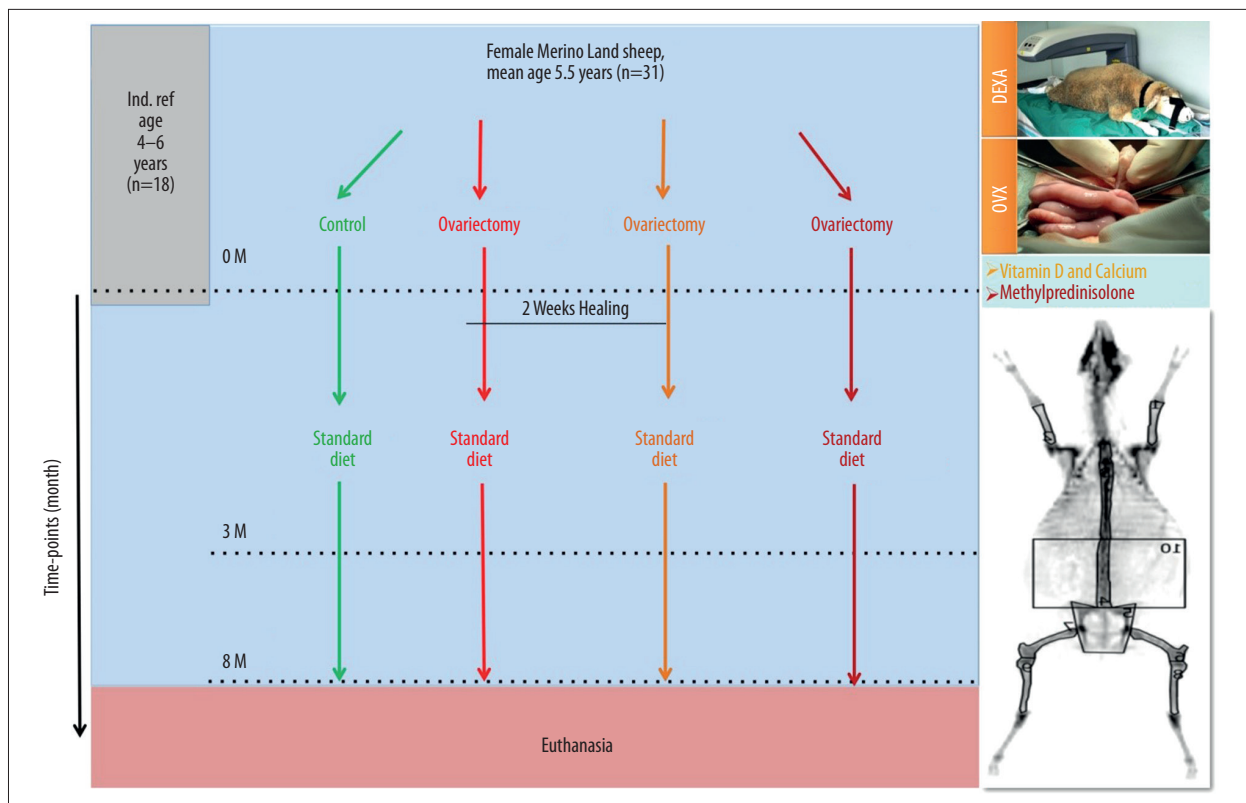 Female Merino Land sheep,
mean age 5.5 years (n=31)
Ind. ref
age
4–6
years
(n=18)
Control
Ovariectomy
Ovariectomy
Ovariectomy
0 M
2 Weeks Healing
Standard
diet
Standard
diet
Standard
diet
Standard
diet
3 M
8 M
Euthanasia
Time-points (month)
DEXA
OVX
Vitamin D and Calcium
Methylpredinisolone
10